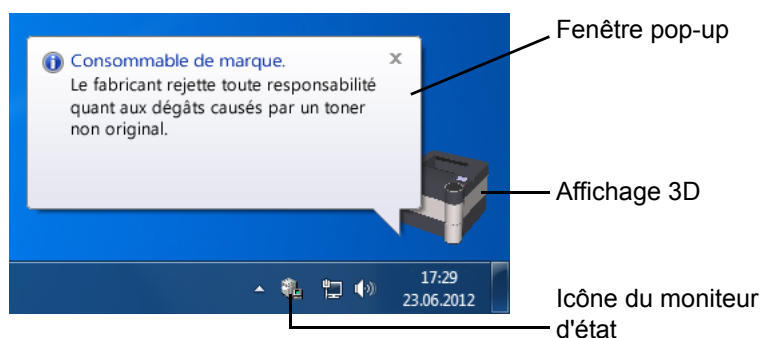 Consommable de marque.
Le fabricant rejette toute responsabilité
quant aux dégâts causés par un toner
non original.
Fenêtre pop-up
Affichage 3D
17:29
23.06.2012
Icône du moniteur
d'état